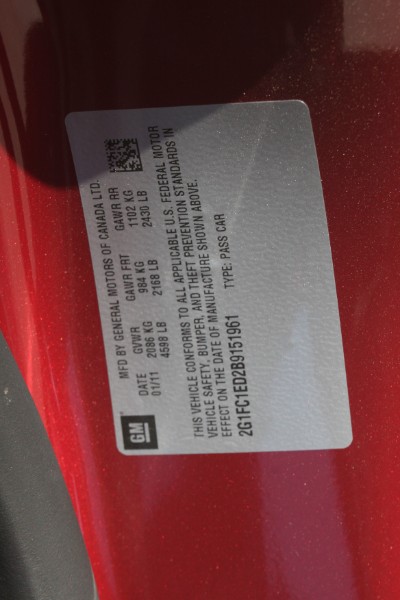 GM
MFD BY GENERAL MOTORS OF CANADA LTD.
DATE GVWR GAWR FRT GAWR RR
01/11 2086 KG 984 KG 1102 KG
4598 LB 2168 LB 2430 LB
THIS VEHICLE CONFORMS TO ALL APPLICABLE U.S. FEDERAL MOTOR
VEHICLE SAFETY, BUMPER, AND THEFT PREVENTION STANDARDS IN
EFFECT ON THE DATE OF MANUFACTURE SHOWN ABOVE.
2G1FC1ED2B9151961 TYPE: PASS CAR